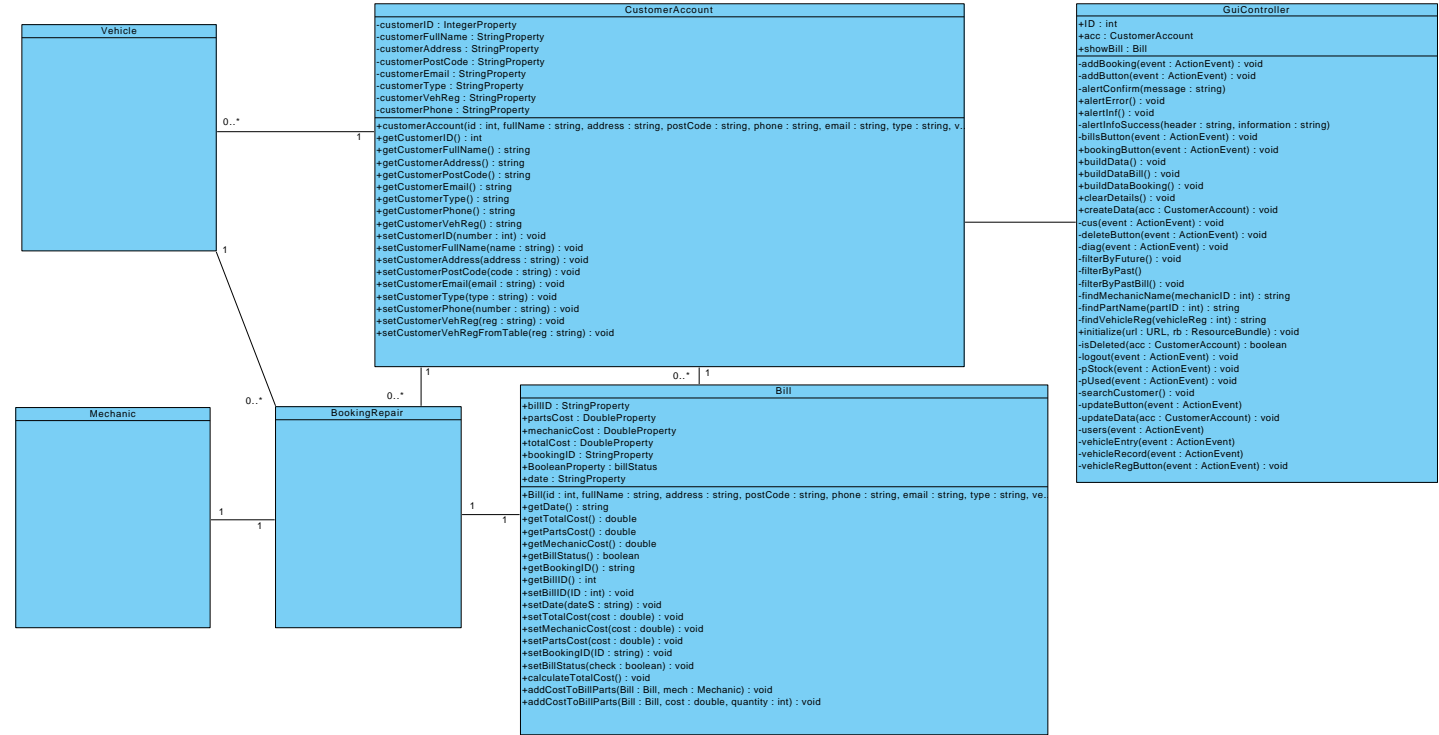 Vehicle
CustomerAccount
-customerID : IntegerProperty
-customerFullName : StringProperty
-customerAddress : StringProperty
-customerPostCode : StringProperty
-customerEmail : StringProperty
-customerType : StringProperty
-customerVehReg : StringProperty
-customerPhone : StringProperty
+customerAccount(id : int, fullName : string, address : string, postCode : string, phone : string, email : string, type : string, v..
+getCustomerID() : int
+getCustomerFullName() : string
+getCustomerAddress() : string
+getCustomerPostCode() : string
+getCustomerEmail() : string
+getCustomerType() : string
+getCustomerPhone() : string
+getCustomerVehReg() : string
+setCustomerID(number : int) : void
+setCustomerFullName(name : string) : void
+setCustomerAddress(address : string) : void
+setCustomerPostCode(code : string) : void
+setCustomerEmail(email : string) : void
+setCustomerType(type : string) : void
+setCustomerPhone(number : string) : void
+setCustomerVehReg(reg : string) : void
+setCustomerVehRegFromTable(reg : string) : void
GuiController
+ID : int
+acc : CustomerAccount
+showBill : Bill
-addBooking(event : ActionEvent) : void
-addButton(event : ActionEvent) : void
-alertConfirm(message : string)
+alertError() : void
+alertInf() : void
-alertInfoSuccess(header : string, information : string)
-billsButton(event : ActionEvent) : void
+bookingButton(event : ActionEvent) : void
+buildData() : void
+buildDataBill() : void
+buildDataBooking() : void
+clearDetails() : void
+createData(acc : CustomerAccount) : void
-cus(event : ActionEvent) : void
-deleteButton(event : ActionEvent) : void
-diag(event : ActionEvent) : void
-filterByFuture() : void
-filterByPast()
-filterByPastBill() : void
-findMechanicName(mechanicID : int) : string
-findPartName(partID : int) : string
-findVehicleReg(vehicleReg : int) : string
+initialize(url : URL, rb : ResourceBundle) : void
-isDeleted(acc : CustomerAccount) : boolean
-logout(event : ActionEvent) : void
-pStock(event : ActionEvent) : void
-pUsed(event : ActionEvent) : void
-searchCustomer() : void
-updateButton(event : ActionEvent)
-updateData(acc : CustomerAccount) : void
-users(event : ActionEvent)
-vehicleEntry(event : ActionEvent)
-vehicleRecord(event : ActionEvent)
-vehicleRegButton(event : ActionEvent) : void
0..*
1
1
0..*
1
0..*
0..*
1
Mechanic
BookingRepair
1
1
1
1
Bill
+billID : StringProperty
+partsCost : DoubleProperty
+mechanicCost : DoubleProperty
+totalCost : DoubleProperty
+bookingID : StringProperty
+BooleanProperty : billStatus
+date : StringProperty
+Bill(id : int, fullName : string, address : string, postCode : string, phone : string, email : string, type : string, ve..
+getDate() : string
+getTotalCost() : double
+getPartsCost() : double
+getMechanicCost() : double
+getBillStatus() : boolean
+getBookingID() : string
+getBillID() : int
+setBillID(ID : int) : void
+setDate(dateS : string) : void
+setTotalCost(cost : double) : void
+setMechanicCost(cost : double) : void
+setPartsCost(cost : double) : void
+setBookingID(ID : string) : void
+setBillStatus(check : boolean) : void
+calculateTotalCost() : void
+addCostToBillParts(Bill : Bill, mech : Mechanic) : void
+addCostToBillParts(Bill : Bill, cost : double, quantity : int) : void